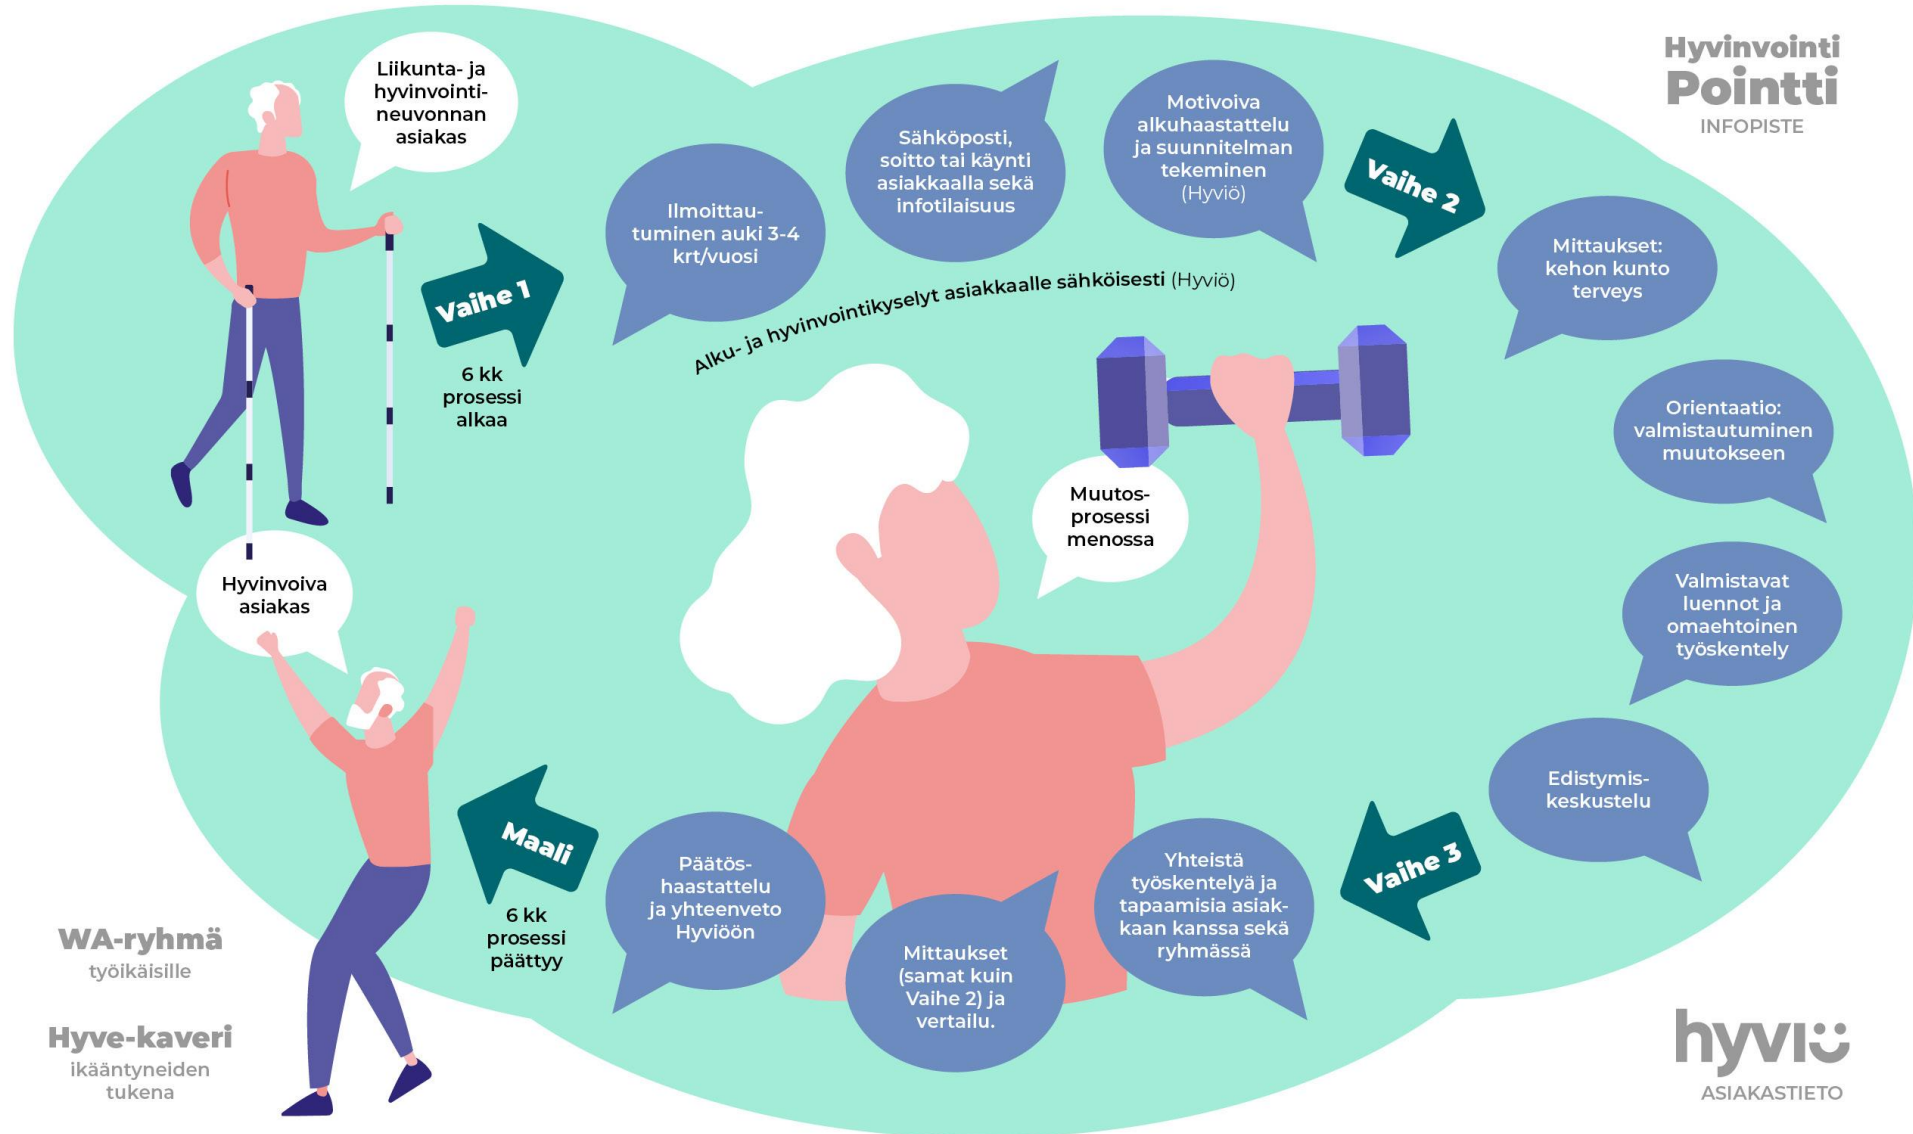 Liikunta- ja
hyvinvointi-
neuvonnan
asiakas
Vaihe 1
6 kk
prosessi
alkaa
Ilmoittau-
tuminen auki 3-4
krt/vuosi
Sähköposti,
soitto tai käynti
asiakkaalla sekä
infotilaisuus
Motivoiva
alkuhaastattelu
ja suunnitelman
tekeminen
(Hyviö)
Alku- ja hyvinvointikyselyt asiakkaalle sähköisesti (Hyviö)
Vaihe 2
Hyvinvointi
Pointti
INFOPISTE
Mittaukset:
kehon kunto
terveys
Orientaatio:
valmistautuminen
muutokseen
Valmistavat
luennot ja
omaehtoinen
työskentely
Edistymis-
keskustelu
Muutos-
prosessi
menossa
Vaihe 3
Yhteistä
työskentelyä ja
tapaamisia asiak-
kaan kanssa sekä
ryhmässä
Mittaukset
(samat kuin
Vaihe 2) ja
vertailu.
Päätös-
haastattelu
ja yhteenveto
Hyviöön
Maali
6 kk
prosessi
päättyy
Hyvinvoiva
asiakas
WA-ryhmä
työikäisille
Hyve-kaveri
ikääntyneiden
tukena
hyviö
ASIAKASTIETO